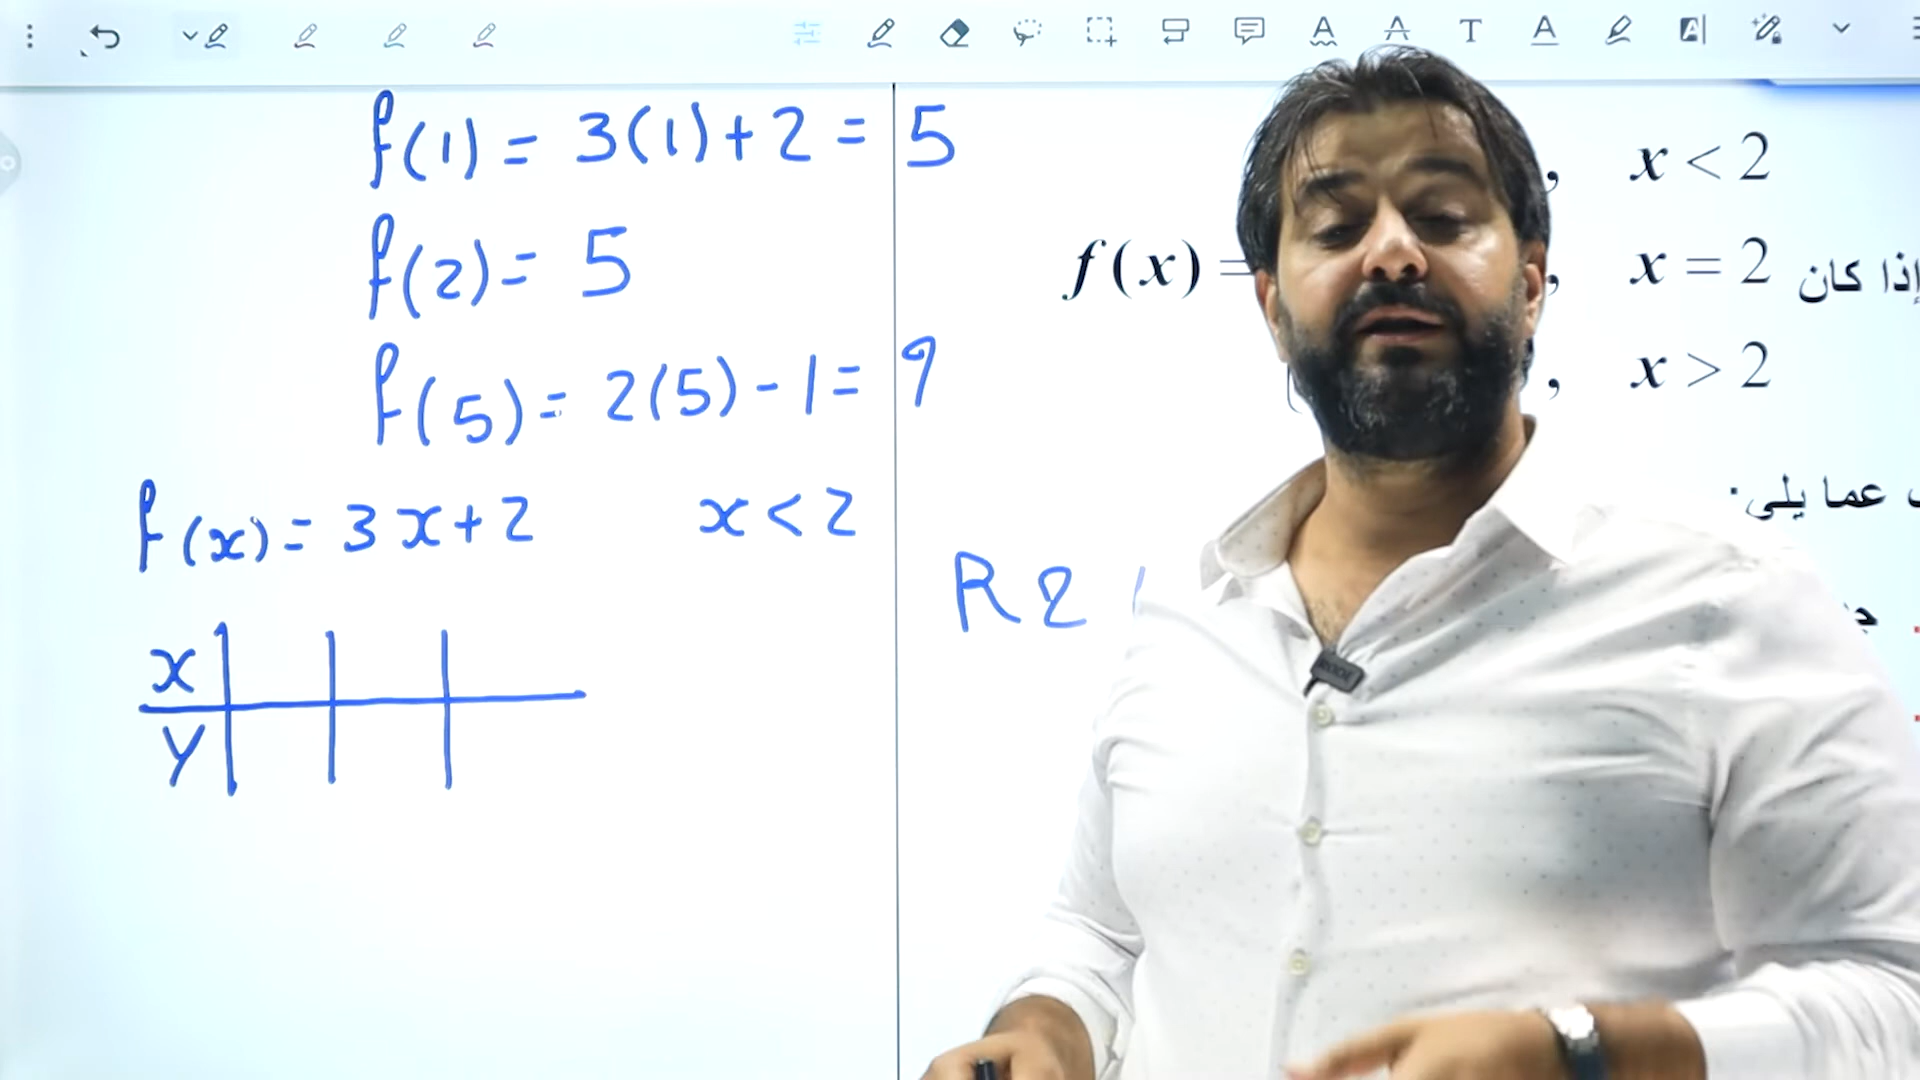 f(1) = 3(1) + 2 = 5
f(2) = 5
f(5) = 2(5) - 1 = 9
f(x) = 3x + 2 x < 2
x
y
, x < 2
f(x) = , x = 2 إذا كان
, x > 2
عما يلي
R 2